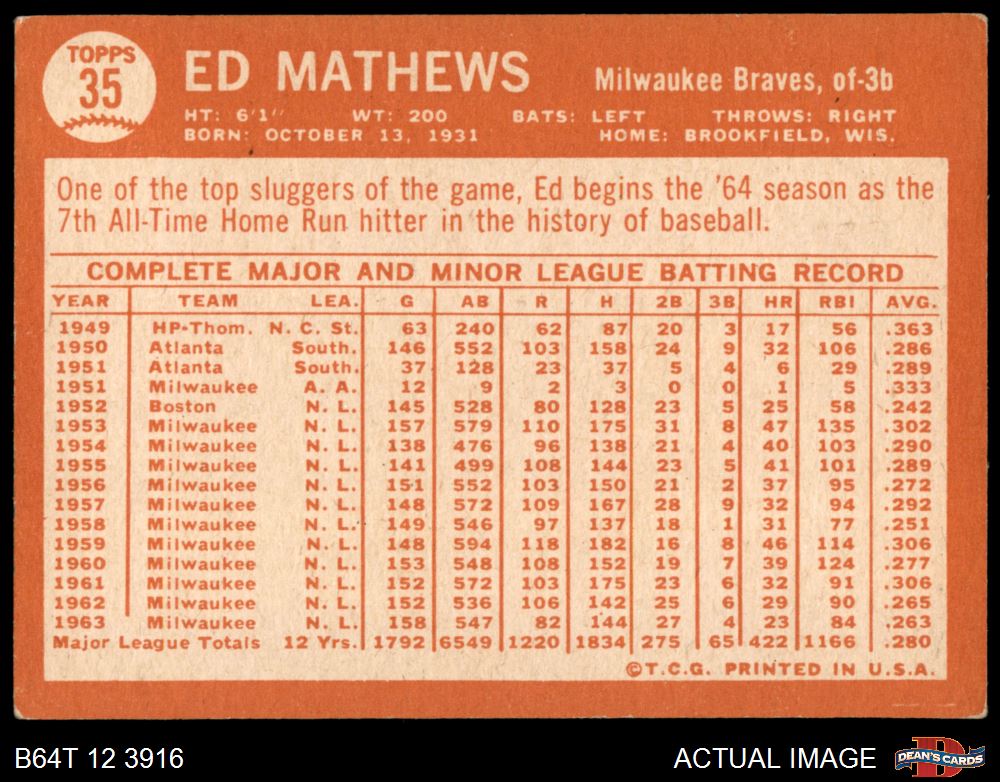 TOPPS
35
ED MATHEWS
Milwaukee Braves, of-3b
HT: 6'1" WT: 200 BATS: LEFT THROWS: RIGHT
BORN: OCTOBER 13, 1931 HOME: BROOKFIELD, WIS.
One of the top sluggers of the game, Ed begins the '64 season as the
7th All-Time Home Run hitter in the history of baseball.
COMPLETE MAJOR AND MINOR LEAGUE BATTING RECORD
YEAR TEAM LEA. G AB R H 2B 3B HR RBI AVG.
1949 HP-Thom. N. C. St. 63 240 62 87 20 3 17 56 .363
1950 Atlanta South. 146 552 103 158 24 9 32 106 .286
1951 Atlanta South. 37 128 23 37 5 4 6 29 .289
1951 Milwaukee A. A. 12 9 2 3 0 0 1 5 .333
1952 Boston N. L. 145 528 80 128 23 5 25 58 .242
1953 Milwaukee N. L. 157 579 110 175 31 8 47 135 .302
1954 Milwaukee N. L. 138 476 96 138 21 4 40 103 .290
1955 Milwaukee N. L. 141 499 108 144 23 5 41 101 .289
1956 Milwaukee N. L. 151 552 103 150 21 2 37 95 .272
1957 Milwaukee N. L. 148 572 109 167 28 9 32 94 .292
1958 Milwaukee N. L. 149 546 97 137 18 1 31 77 .251
1959 Milwaukee N. L. 148 594 118 182 16 8 46 114 .306
1960 Milwaukee N. L. 153 548 108 152 19 7 39 124 .277
1961 Milwaukee N. L. 152 572 103 175 23 6 32 91 .306
1962 Milwaukee N. L. 152 536 106 142 25 6 29 90 .265
1963 Milwaukee N. L. 158 547 82 144 27 4 23 84 .263
Major League Totals 12 Yrs. 1792 6549 1220 1834 275 65 422 1166 .280
©T.C.G. PRINTED IN U.S.A.
B64T 12 3916
ACTUAL IMAGE
D
DEAN'S CARDS